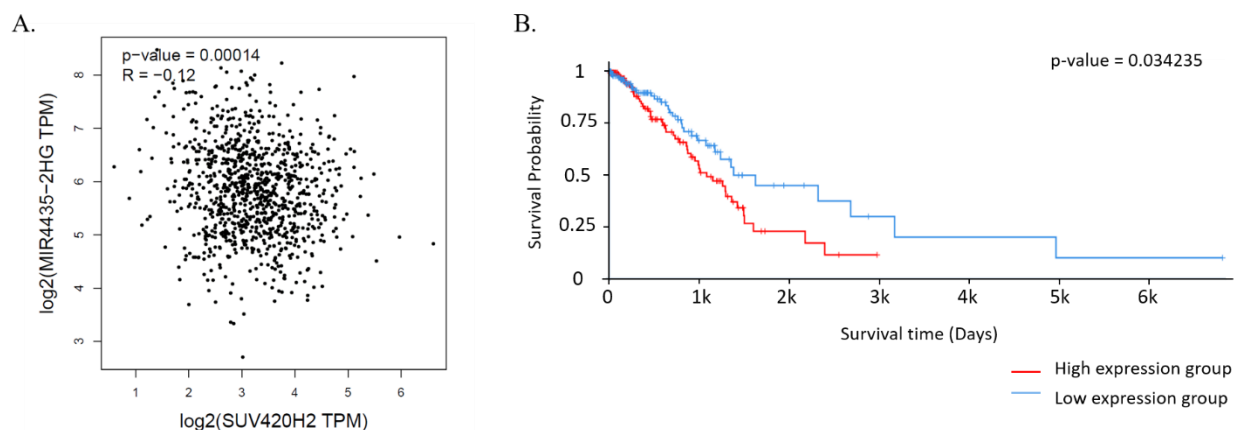 A.
p−value = 0.00014
R = −0.12
log2(MIR4435-2HG TPM)
8
7
6
5
4
3
1 2 3 4 5 6
log2(SUV420H2 TPM)
B.
p-value = 0.034235
Survival Probability
1
0.75
0.5
0.25
0
0 1k 2k 3k 4k 5k 6k
Survival time (Days)
High expression group
Low expression group